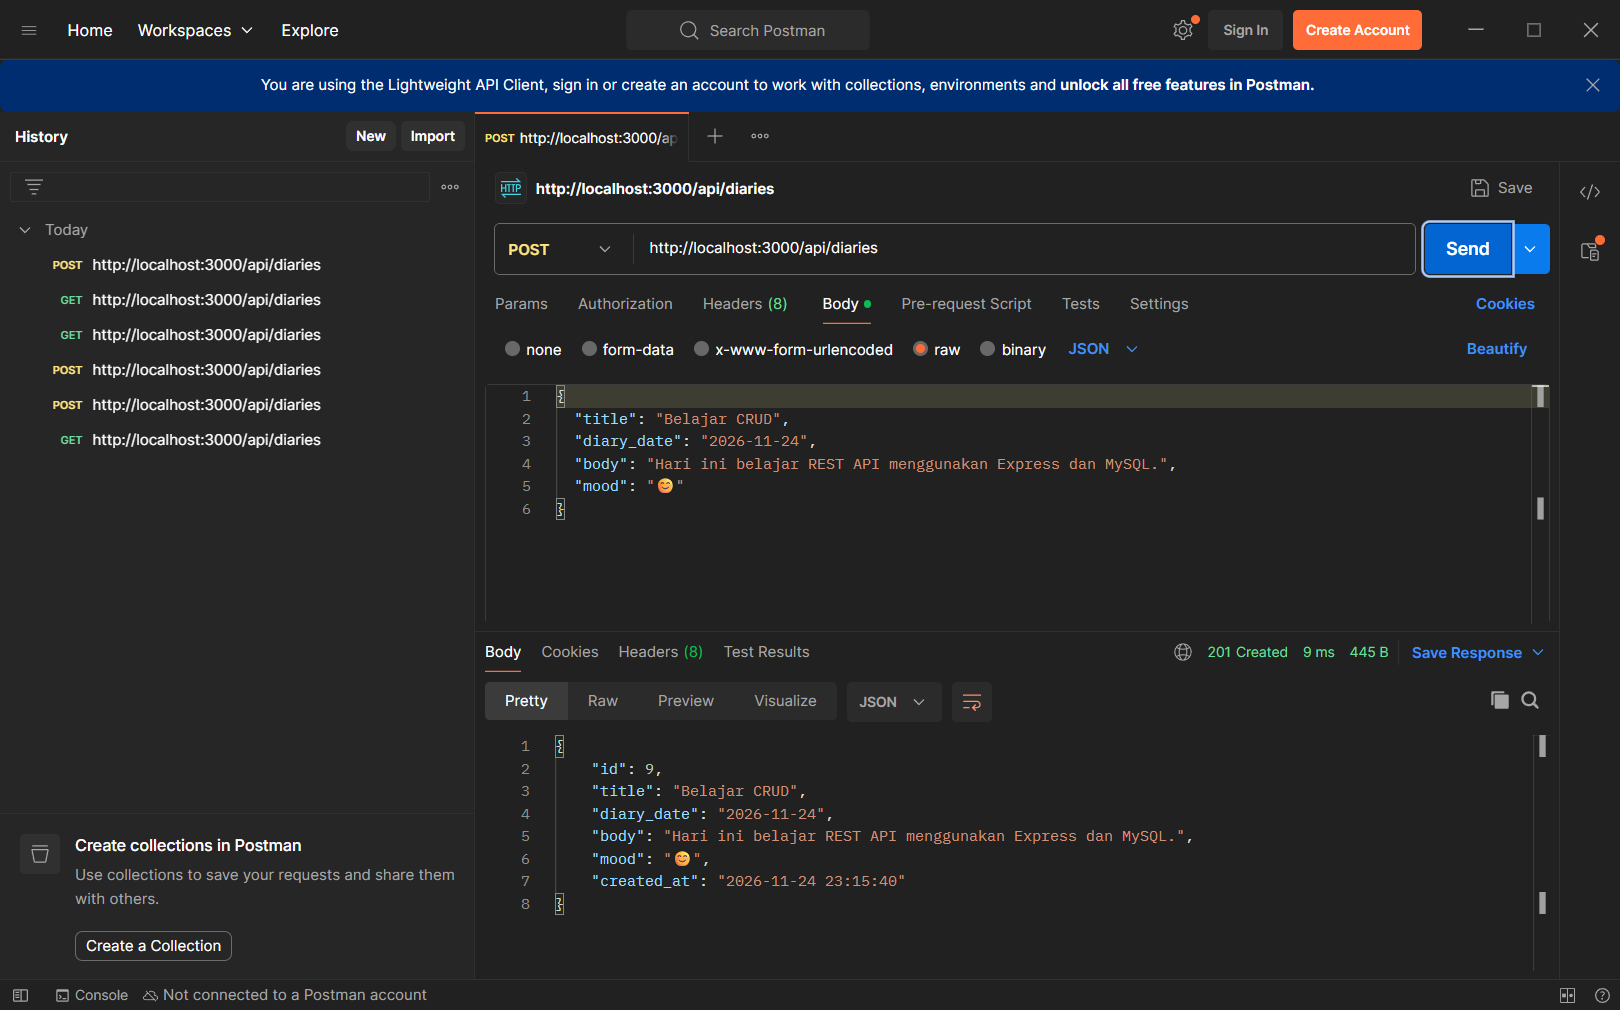 Home Workspaces Explore Search Postman Sign In Create Account
You are using the Lightweight API Client, sign in or create an account to work with collections, environments and unlock all free features in Postman.
History New Import
POST http://localhost:3000/ap
HTTP http://localhost:3000/api/diaries Save
Today
POST http://localhost:3000/api/diaries
GET http://localhost:3000/api/diaries
GET http://localhost:3000/api/diaries
POST http://localhost:3000/api/diaries
POST http://localhost:3000/api/diaries
GET http://localhost:3000/api/diaries
POST http://localhost:3000/api/diaries Send
Params Authorization Headers (8) Body Pre-request Script Tests Settings Cookies
none form-data x-www-form-urlencoded raw binary JSON Beautify
1 {
2 "title": "Belajar CRUD",
3 "diary_date": "2026-11-24",
4 "body": "Hari ini belajar REST API menggunakan Express dan MySQL.",
5 "mood": "😊"
6 }
Body Cookies Headers (8) Test Results 201 Created 9 ms 445 B Save Response
Pretty Raw Preview Visualize JSON
1 {
2 "id": 9,
3 "title": "Belajar CRUD",
4 "diary_date": "2026-11-24",
5 "body": "Hari ini belajar REST API menggunakan Express dan MySQL.",
6 "mood": "😊",
7 "created_at": "2026-11-24 23:15:40"
8 }
Create collections in Postman
Use collections to save your requests and share them
with others.
Create a Collection
Console Not connected to a Postman account